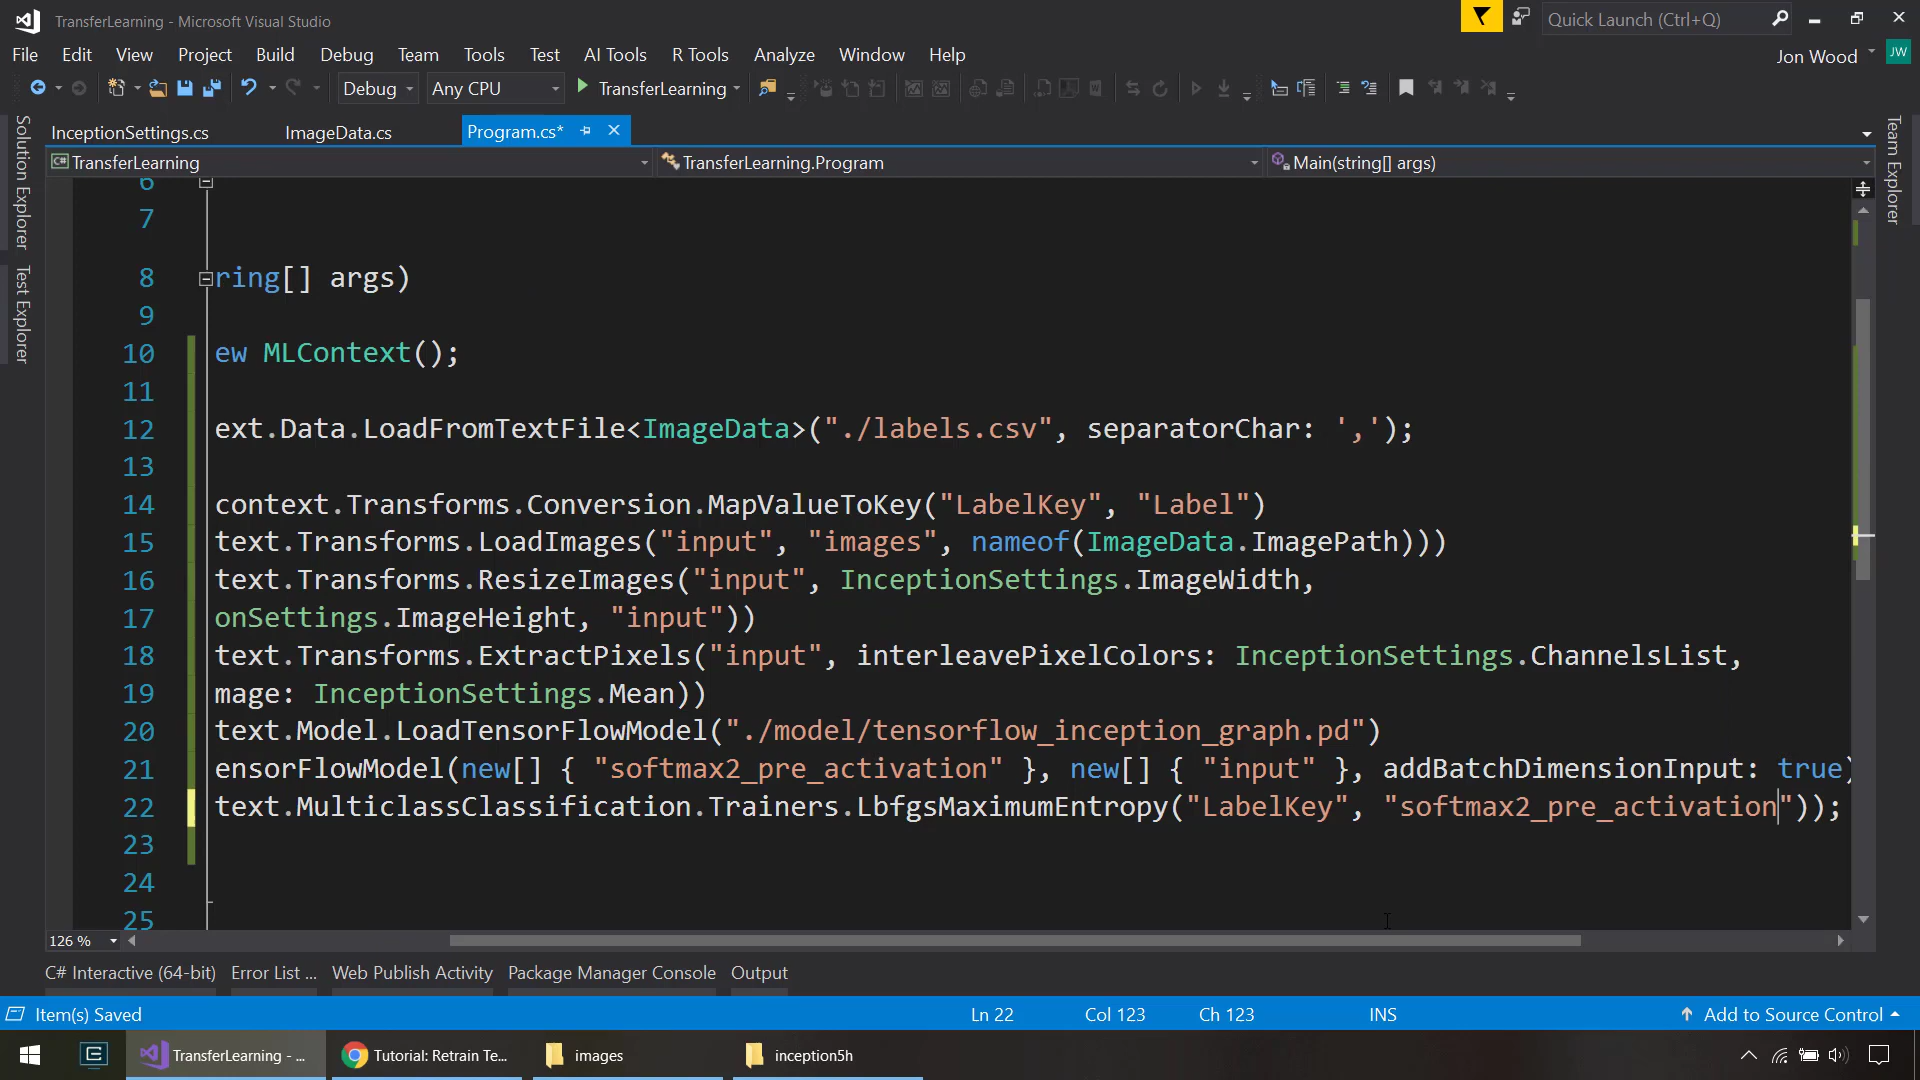 TransferLearning - Microsoft Visual Studio
Quick Launch (Ctrl+Q)
File Edit View Project Build Debug Team Tools Test AI Tools R Tools Analyze Window Help
Jon Wood JW
Debug Any CPU TransferLearning
InceptionSettings.cs ImageData.cs Program.cs*
C# TransferLearning TransferLearning.Program Main(string[] args)
Solution Explorer
Test Explorer
Team Explorer
6
7
8 ring[] args)
9
10 ew MLContext();
11
12 ext.Data.LoadFromTextFile<ImageData>("./labels.csv", separatorChar: ',');
13
14 context.Transforms.Conversion.MapValueToKey("LabelKey", "Label")
15 text.Transforms.LoadImages("input", "images", nameof(ImageData.ImagePath)))
16 text.Transforms.ResizeImages("input", InceptionSettings.ImageWidth,
17 onSettings.ImageHeight, "input"))
18 text.Transforms.ExtractPixels("input", interleavePixelColors: InceptionSettings.ChannelsList,
19 mage: InceptionSettings.Mean))
20 text.Model.LoadTensorFlowModel("./model/tensorflow_inception_graph.pd")
21 ensorFlowModel(new[] { "softmax2_pre_activation" }, new[] { "input" }, addBatchDimensionInput: true)
22 text.MulticlassClassification.Trainers.LbfgsMaximumEntropy("LabelKey", "softmax2_pre_activation"));
23
24
25
126 %
C# Interactive (64-bit) Error List ... Web Publish Activity Package Manager Console Output
Item(s) Saved Ln 22 Col 123 Ch 123 INS Add to Source Control
TransferLearning - ... Tutorial: Retrain Te... images inception5h